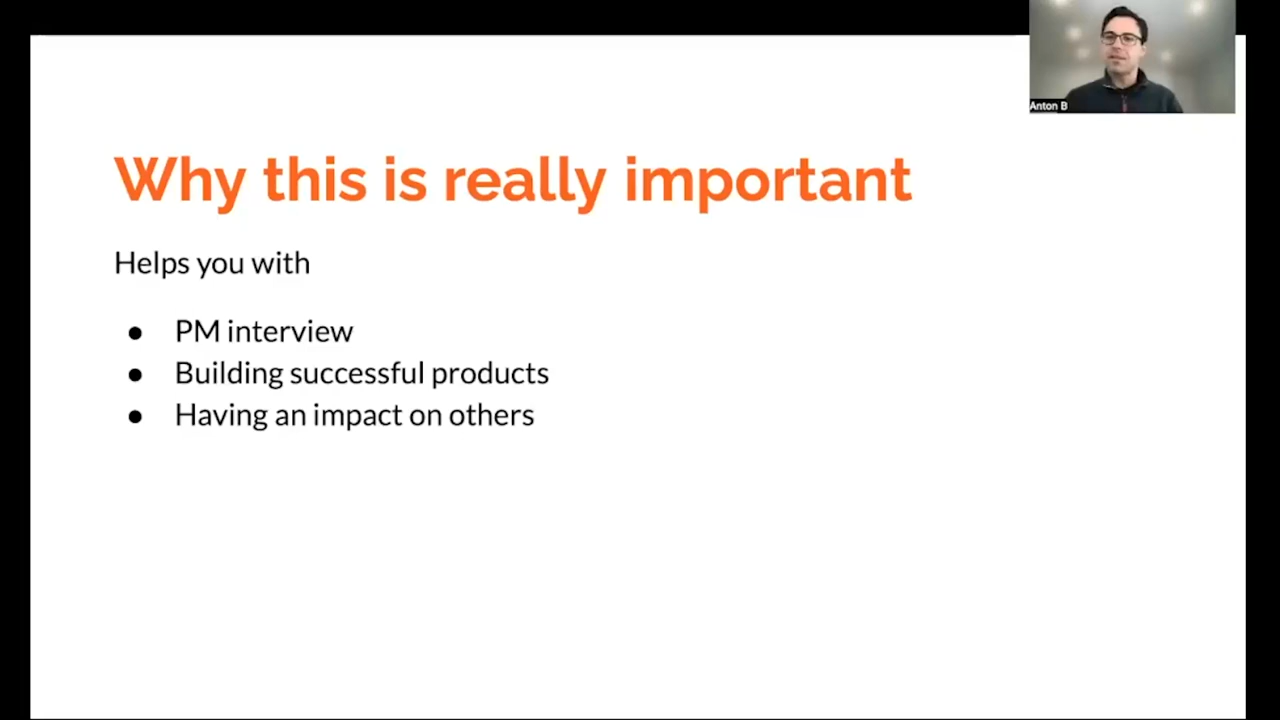 Anton B
Why this is really important
Helps you with
● PM interview
● Building successful products
● Having an impact on others